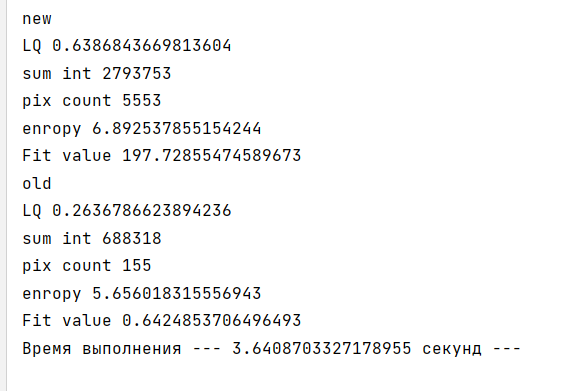 new
LQ 0.6386843669813604
sum int 2793753
pix count 5553
enropy 6.892537855154244
Fit value 197.72855474589673
old
LQ 0.2636786623894236
sum int 688318
pix count 155
enropy 5.656018315556943
Fit value 0.6424853706496493
Время выполнения --- 3.6408703327178955 секунд ---